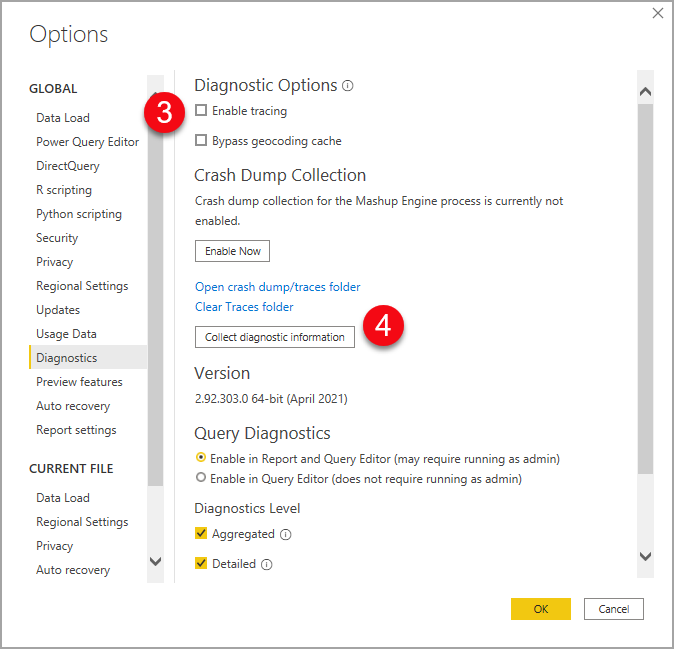 Options
GLOBAL
Data Load
Power Query Editor
DirectQuery
R scripting
Python scripting
Security
Privacy
Regional Settings
Updates
Usage Data
Diagnostics
Preview features
Auto recovery
Report settings
CURRENT FILE
Data Load
Regional Settings
Privacy
Auto recovery
Diagnostic Options
3
Enable tracing
Bypass geocoding cache
Crash Dump Collection
Crash dump collection for the Mashup Engine process is currently not
enabled.
Enable Now
Open crash dump/traces folder
Clear Traces folder
Collect diagnostic information
4
Version
2.92.303.0 64-bit (April 2021)
Query Diagnostics
Enable in Report and Query Editor (may require running as admin)
Enable in Query Editor (does not require running as admin)
Diagnostics Level
Aggregated
Detailed
OK
Cancel